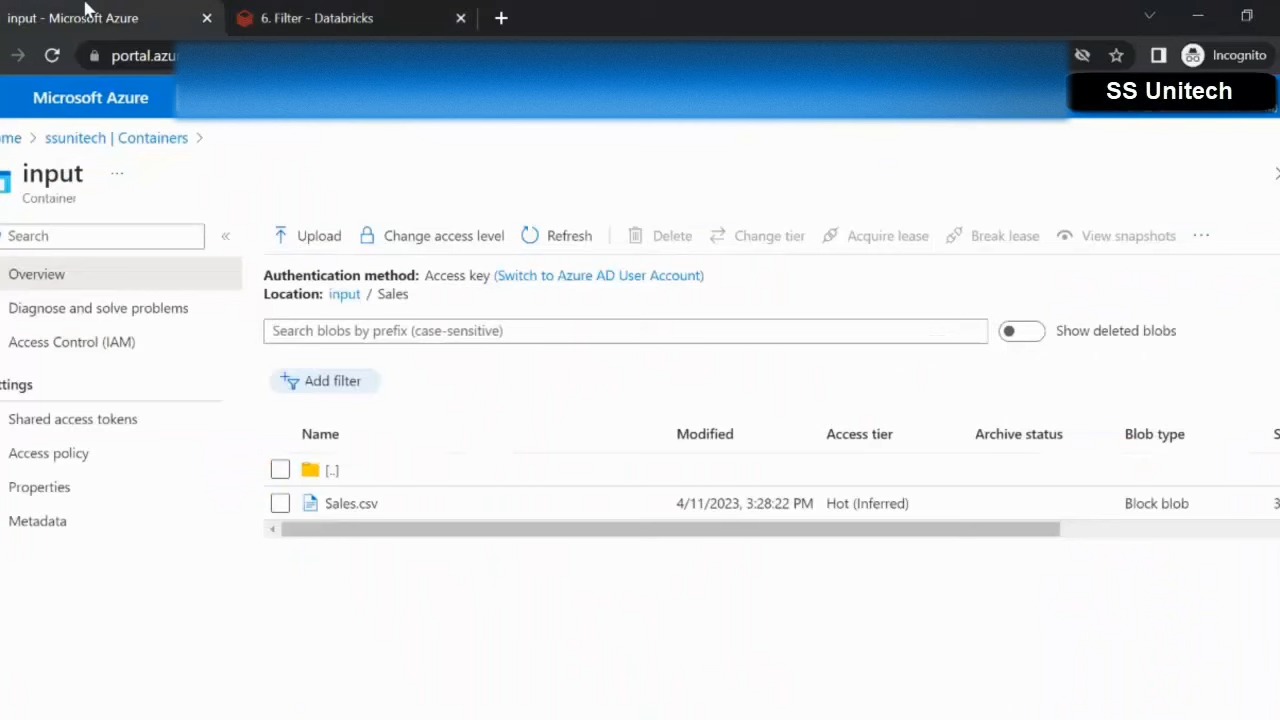 input - Microsoft Azure
6. Filter - Databricks
portal.azu
Incognito
Microsoft Azure
SS Unitech
me > ssunitech | Containers >
input ...
Container
Search «
Upload Change access level Refresh Delete Change tier Acquire lease Break lease View snapshots ...
Overview
Authentication method: Access key (Switch to Azure AD User Account)
Location: input / Sales
Diagnose and solve problems
Search blobs by prefix (case-sensitive) Show deleted blobs
Access Control (IAM)
ttings
Add filter
Shared access tokens
Access policy
Properties
Metadata
Name Modified Access tier Archive status Blob type S
[..]
Sales.csv 4/11/2023, 3:28:22 PM Hot (Inferred) Block blob 3